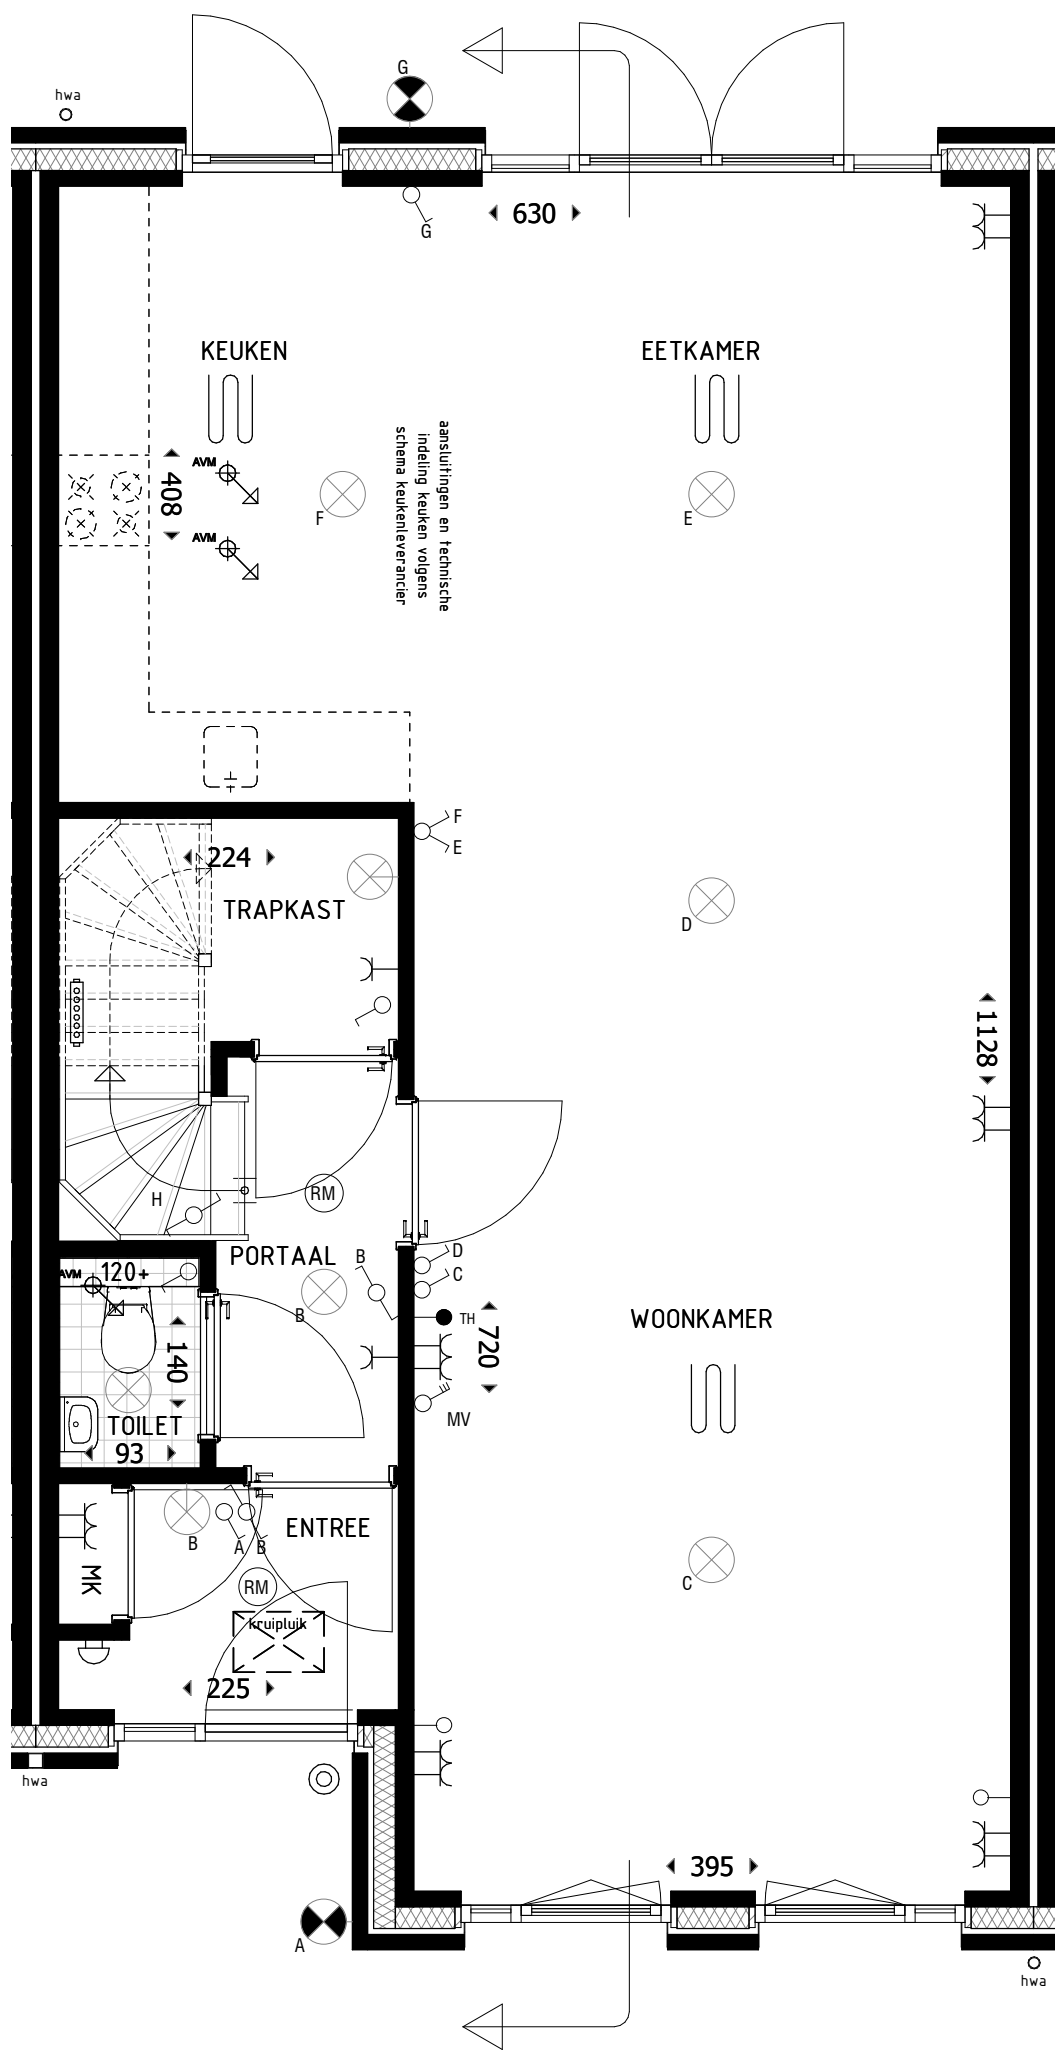 G
hwa
G
630
KEUKEN
EETKAMER
aansluitingen en technische
indeling keuken volgens
schema keukenleverancier
AVM
408
F
E
AVM
F
E
224
TRAPKAST
D
1128
H
RM
PORTAAL
B
D
C
AVM
120+
B
TH
720
WOONKAMER
140
MV
TOILET
93
ENTREE
B
A
B
C
MK
RM
kruipluik
225
hwa
395
A
hwa